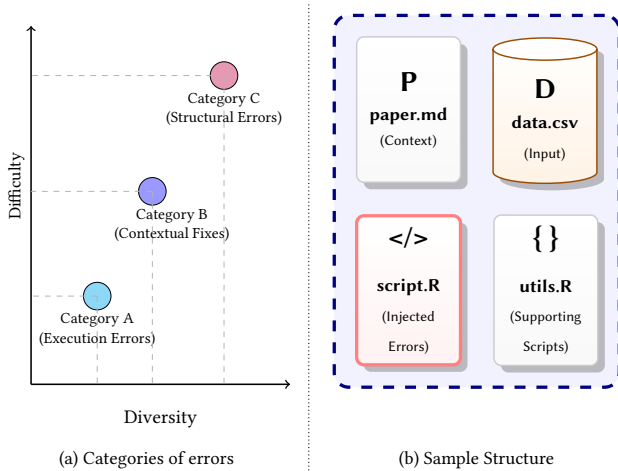 Difficulty
Category C
(Structural Errors)
Category B
(Contextual Fixes)
Category A
(Execution Errors)
Diversity
(a) Categories of errors
P
paper.md
(Context)
D
data.csv
(Input)
</>
script.R
(Injected
Errors)
{}
utils.R
(Supporting
Scripts)
(b) Sample Structure